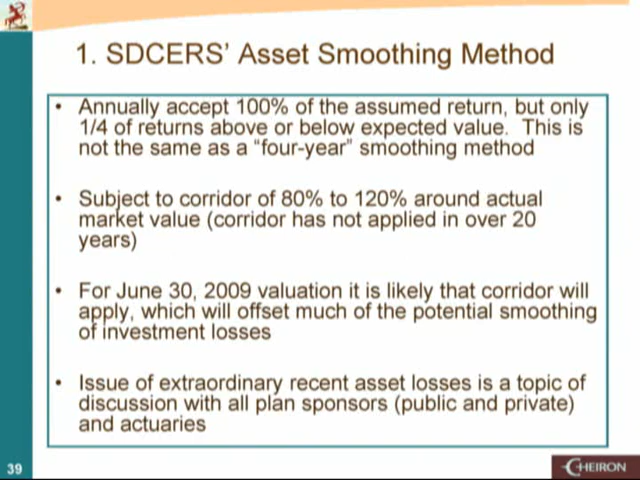 1. SDCERS' Asset Smoothing Method
• Annually accept 100% of the assumed return, but only
1/4 of returns above or below expected value. This is
not the same as a “four-year” smoothing method
• Subject to corridor of 80% to 120% around actual
market value (corridor has not applied in over 20
years)
• For June 30, 2009 valuation it is likely that corridor will
apply, which will offset much of the potential smoothing
of investment losses
• Issue of extraordinary recent asset losses is a topic of
discussion with all plan sponsors (public and private)
and actuaries
39
CHEIRON